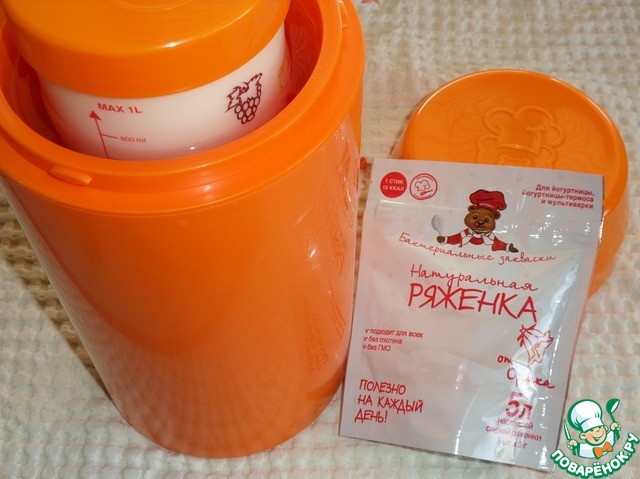 MAX 1L
800 ml
1 СТИК
12 ККАЛ
Для йогуртницы,
йогуртницы-термоса
и мультиварки
Бактериальные закваски
Натуральная
РЯЖЕНКА
подходит для всех
без глютена
без ГМО
ПОЛЕЗНО
НА КАЖДЫЙ
ДЕНЬ!
от
5л
ПОВАРЁНОК.РУ